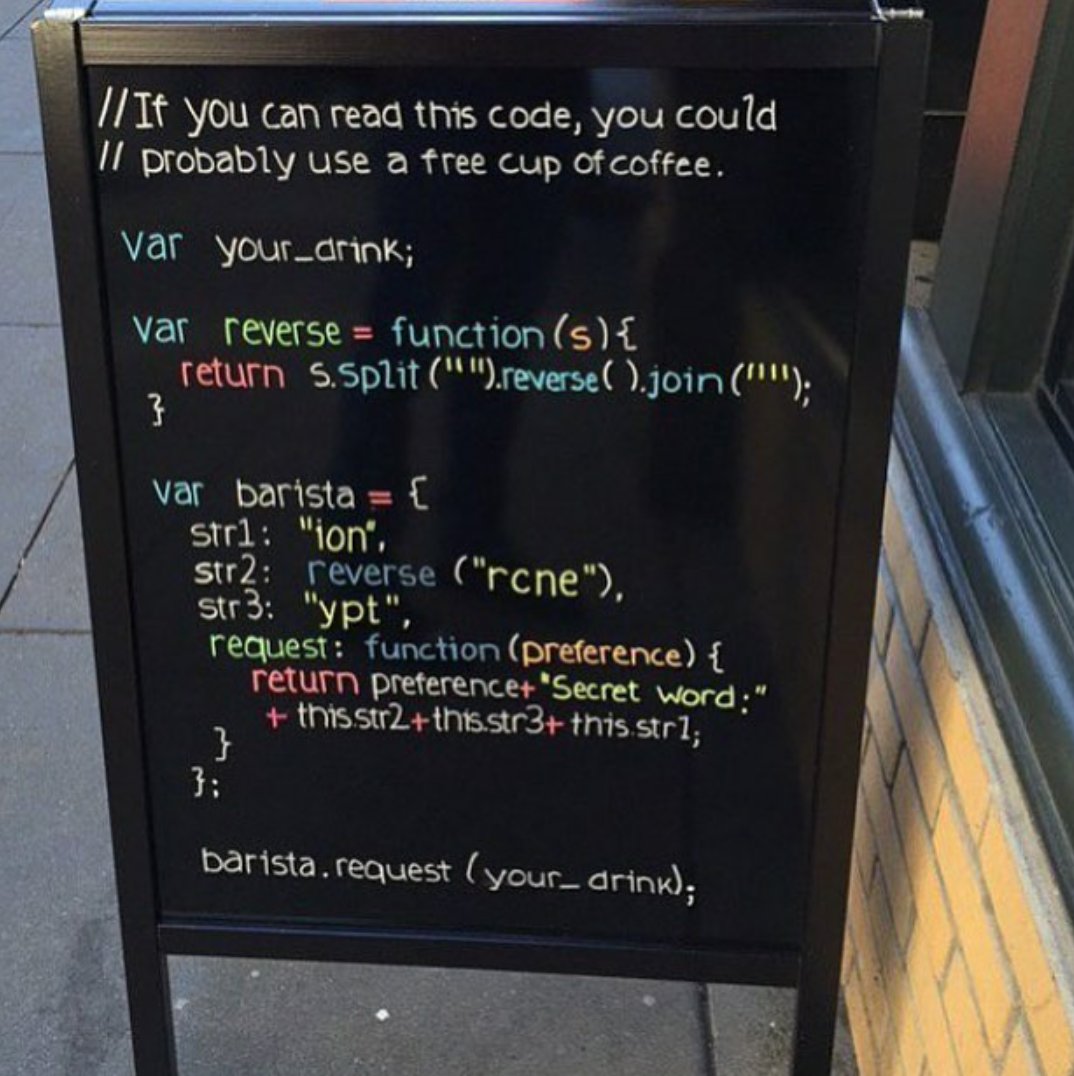 //If you can read this code, you could
// probably use a free cup of coffee.
var your_drink;
var reverse = function (s){
return s.split ("").reverse( ).join ("");
}
var barista = {
str1: "ion",
str2: reverse ("rcne"),
str3: "ypt",
request: function (preference) {
return preference+"Secret word:"
+ this.str2+this.str3+ this.str1;
}
};
barista.request (your_drink);